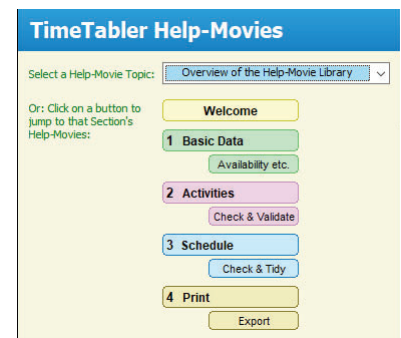 TimeTabler Help-Movies
Select a Help-Movie Topic: Overview of the Help-Movie Library
Or: Click on a button to
jump to that Section's
Help-Movies:
Welcome
1 Basic Data
Availability etc.
2 Activities
Check & Validate
3 Schedule
Check & Tidy
4 Print
Export